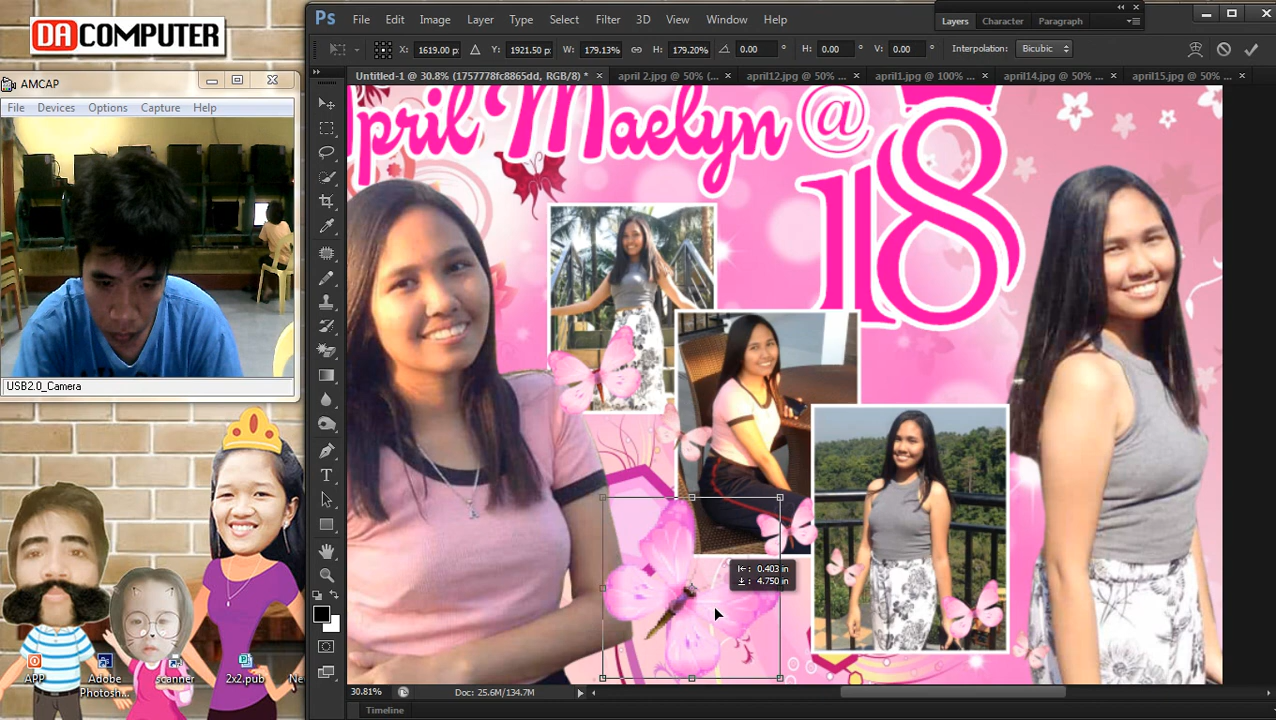 DA COMPUTER
AMCAP
File Devices Options Capture Help
USB2.0_Camera
APP
Adobe Photosh...
scanner
2x2.pub
Ne
Ps File Edit Image Layer Type Select Filter 3D View Window Help
Layers Character Paragraph
X: 1619.00 p: Y: 1921.50 p: W: 179.13% H: 179.20% 0.00 ° H: 0.00 ° V: 0.00 ° Interpolation: Bicubic
Untitled-1 @ 30.8% (1757778fc8865dd, RGB/8) * × april 2.jpg @ 50% (... × april12.jpg @ 50% ... × × april14.jpg @ 50% ... × april15.jpg @ 50% ... ×
pril Maelyn @
18
0.403 in
4.750 in
30.81% Doc: 25.6M/134.7M
Timeline